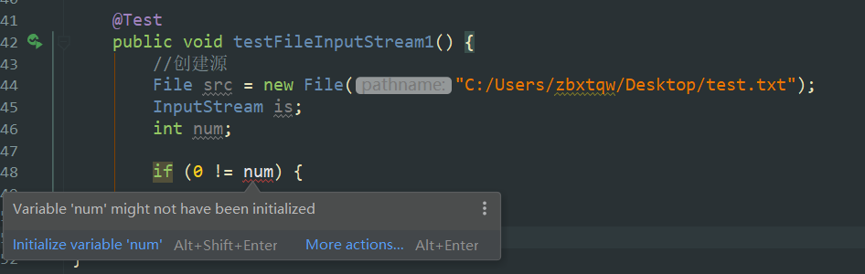 41 @Test
42 public void testFileInputStream1() {
43 //创建源
44 File src = new File( pathname: "C:/Users/zbxtqw/Desktop/test.txt");
45 InputStream is;
46 int num;
47
48 if (0 != num) {
Variable 'num' might not have been initialized
Initialize variable 'num' Alt+Shift+Enter More actions... Alt+Enter
}